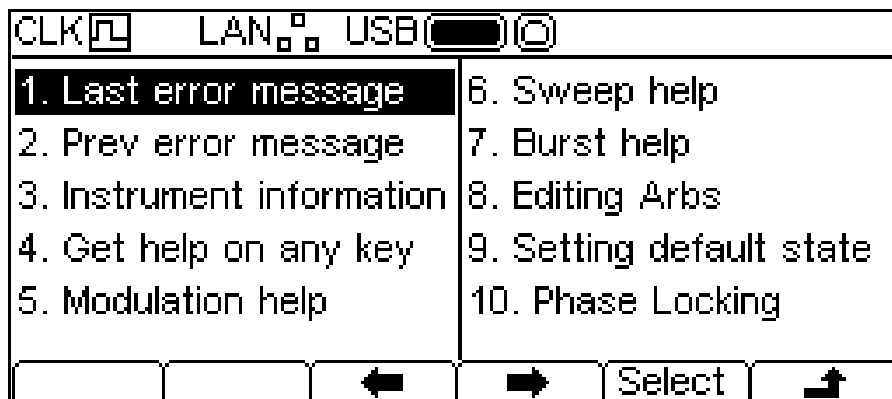 CLK LAN USB
1. Last error message
2. Prev error message
3. Instrument information
4. Get help on any key
5. Modulation help
6. Sweep help
7. Burst help
8. Editing Arbs
9. Setting default state
10. Phase Locking
Select